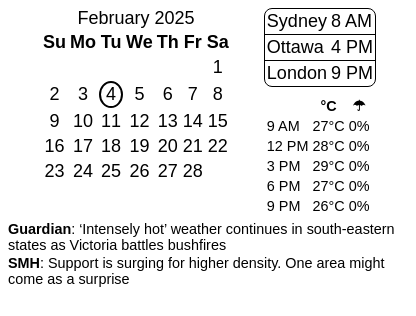 February 2025
Su Mo Tu We Th Fr Sa
1
2 3 4 5 6 7 8
9 10 11 12 13 14 15
16 17 18 19 20 21 22
23 24 25 26 27 28
Sydney 8 AM
Ottawa 4 PM
London 9 PM
°C ☂
9 AM 27°C 0%
12 PM 28°C 0%
3 PM 29°C 0%
6 PM 27°C 0%
9 PM 26°C 0%
Guardian: ‘Intensely hot’ weather continues in south-eastern
states as Victoria battles bushfires
SMH: Support is surging for higher density. One area might
come as a surprise